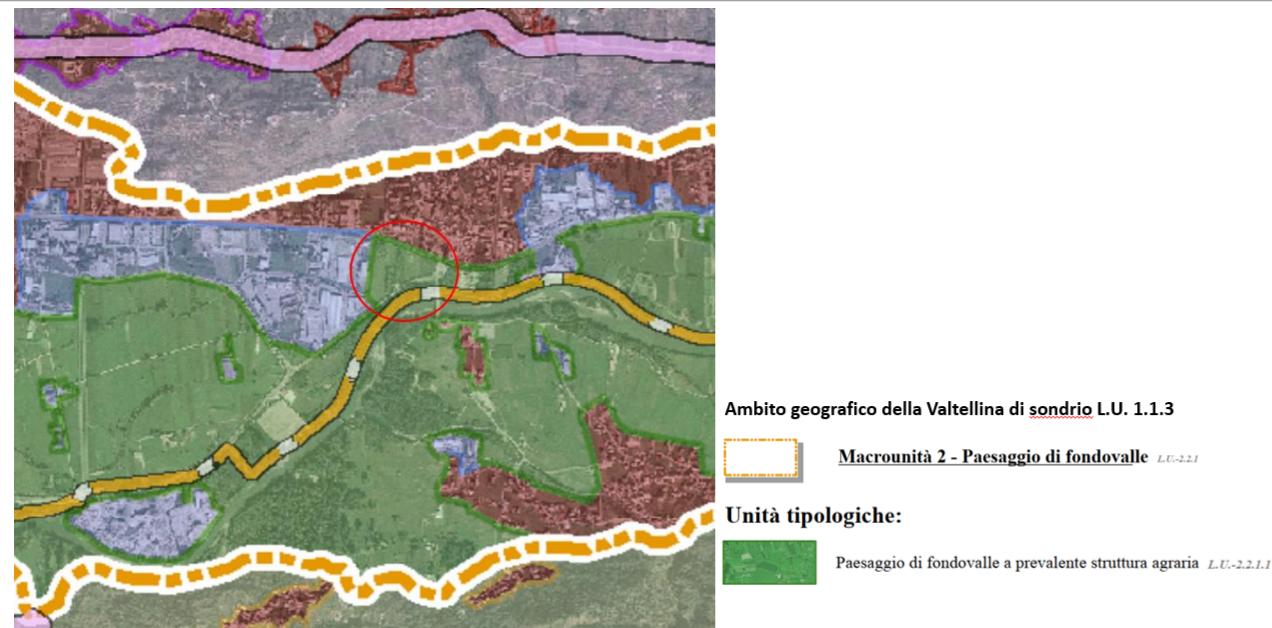 Ambito geografico della Valtellina di sondrio L.U. 1.1.3
Macrounità 2 - Paesaggio di fondovalle L.U.-2.2.1
Unità tipologiche:
Paesaggio di fondovalle a prevalente struttura agraria L.U.-2.2.1.1